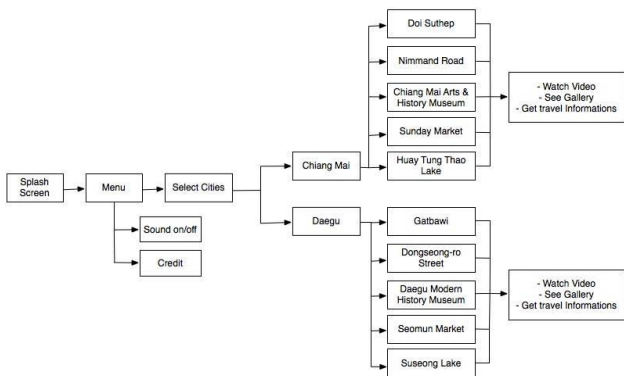 Splash
Screen
Menu
Sound on/off
Credit
Select Cities
Chiang Mai
Doi Suthep
Nimmand Road
Chiang Mai Arts &
History Museum
Sunday Market
Huay Tung Thao
Lake
- Watch Video
- See Gallery
- Get travel Informations
Daegu
Gatbawi
Dongseong-ro
Street
Daegu Modern
History Museum
Seomun Market
Suseong Lake
- Watch Video
- See Gallery
- Get travel Informations